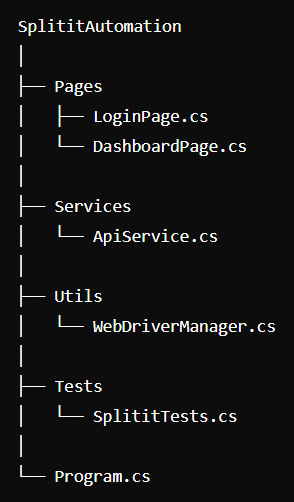 SplititAutomation
│
├── Pages
│   ├── LoginPage.cs
│   └── DashboardPage.cs
│
├── Services
│   └── ApiService.cs
│
├── Utils
│   └── WebDriverManager.cs
│
├── Tests
│   └── SplititTests.cs
│
└── Program.cs